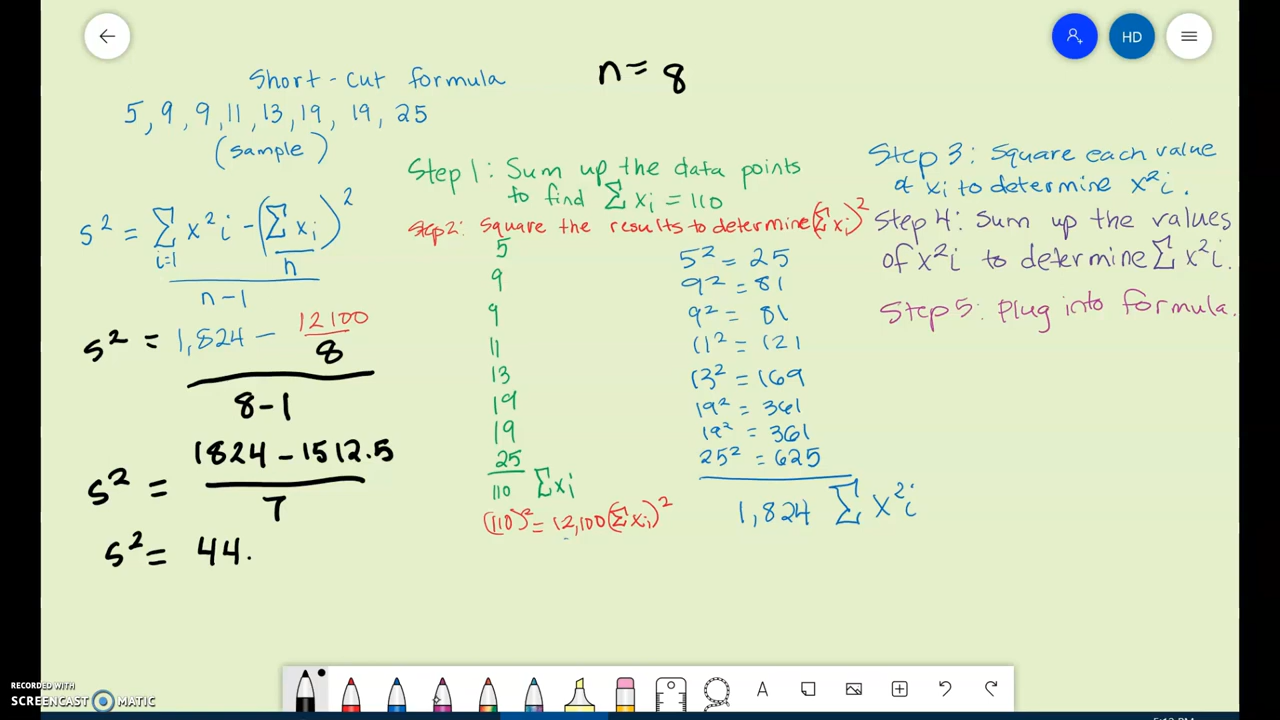 HD
Short-cut formula
n = 8
5, 9, 9, 11, 13, 19, 19, 25
(sample)
s² = Σ x²i - (Σ xi)²
i=1
n
n-1
s² = 1,824 - 12100
8
8-1
s² = 1824 - 1512.5
7
s² = 44.
Step 1: Sum up the data points
to find Σ xi = 110
Step 2: Square the results to determine (Σ xi)²
5
9
9
11
13
19
19
25
110 Σxi
(110)² = 12,100 (Σ xi)²
5² = 25
9² = 81
9² = 81
11² = 121
13² = 169
19² = 361
19² = 361
25² = 625
1,824 Σ x²i
Step 3: Square each value
of xi to determine x²i.
Step 4: Sum up the values
of x²i to determine Σ x²i.
Step 5: Plug into formula.
RECORDED WITH
SCREENCAST MATIC
A